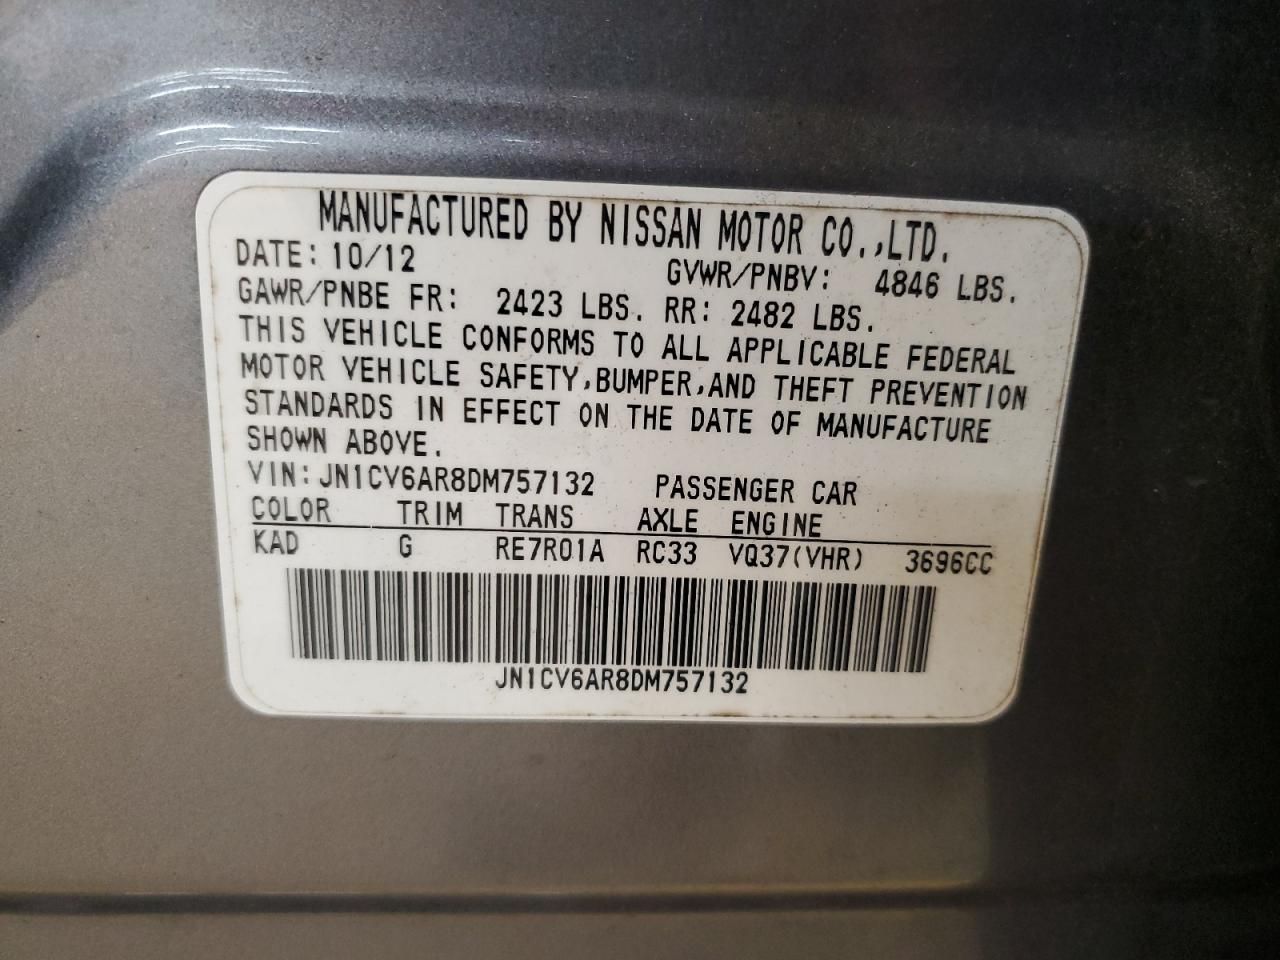 MANUFACTURED BY NISSAN MOTOR CO.,LTD.
DATE: 10/12 GVWR/PNBV: 4846 LBS.
GAWR/PNBE FR: 2423 LBS. RR: 2482 LBS.
THIS VEHICLE CONFORMS TO ALL APPLICABLE FEDERAL
MOTOR VEHICLE SAFETY,BUMPER,AND THEFT PREVENTION
STANDARDS IN EFFECT ON THE DATE OF MANUFACTURE
SHOWN ABOVE.
VIN:JN1CV6AR8DM757132 PASSENGER CAR
COLOR TRIM TRANS AXLE ENGINE
KAD G RE7R01A RC33 VQ37(VHR) 3696CC
JN1CV6AR8DM757132